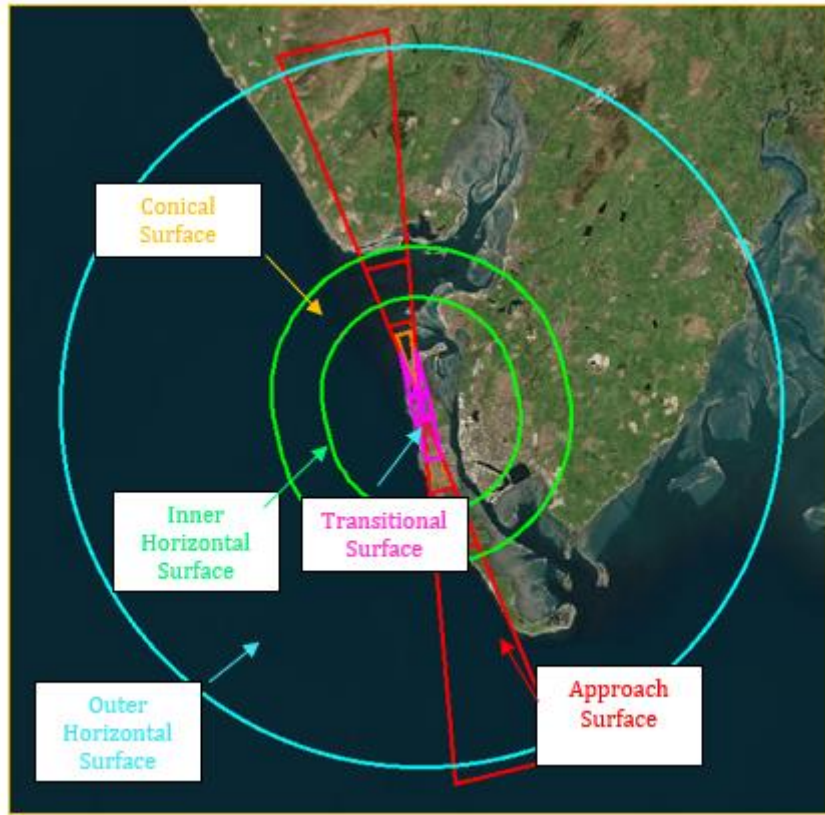 Conical
Surface
Inner
Horizontal
Surface
Transitional
Surface
Outer
Horizontal
Surface
Approach
Surface